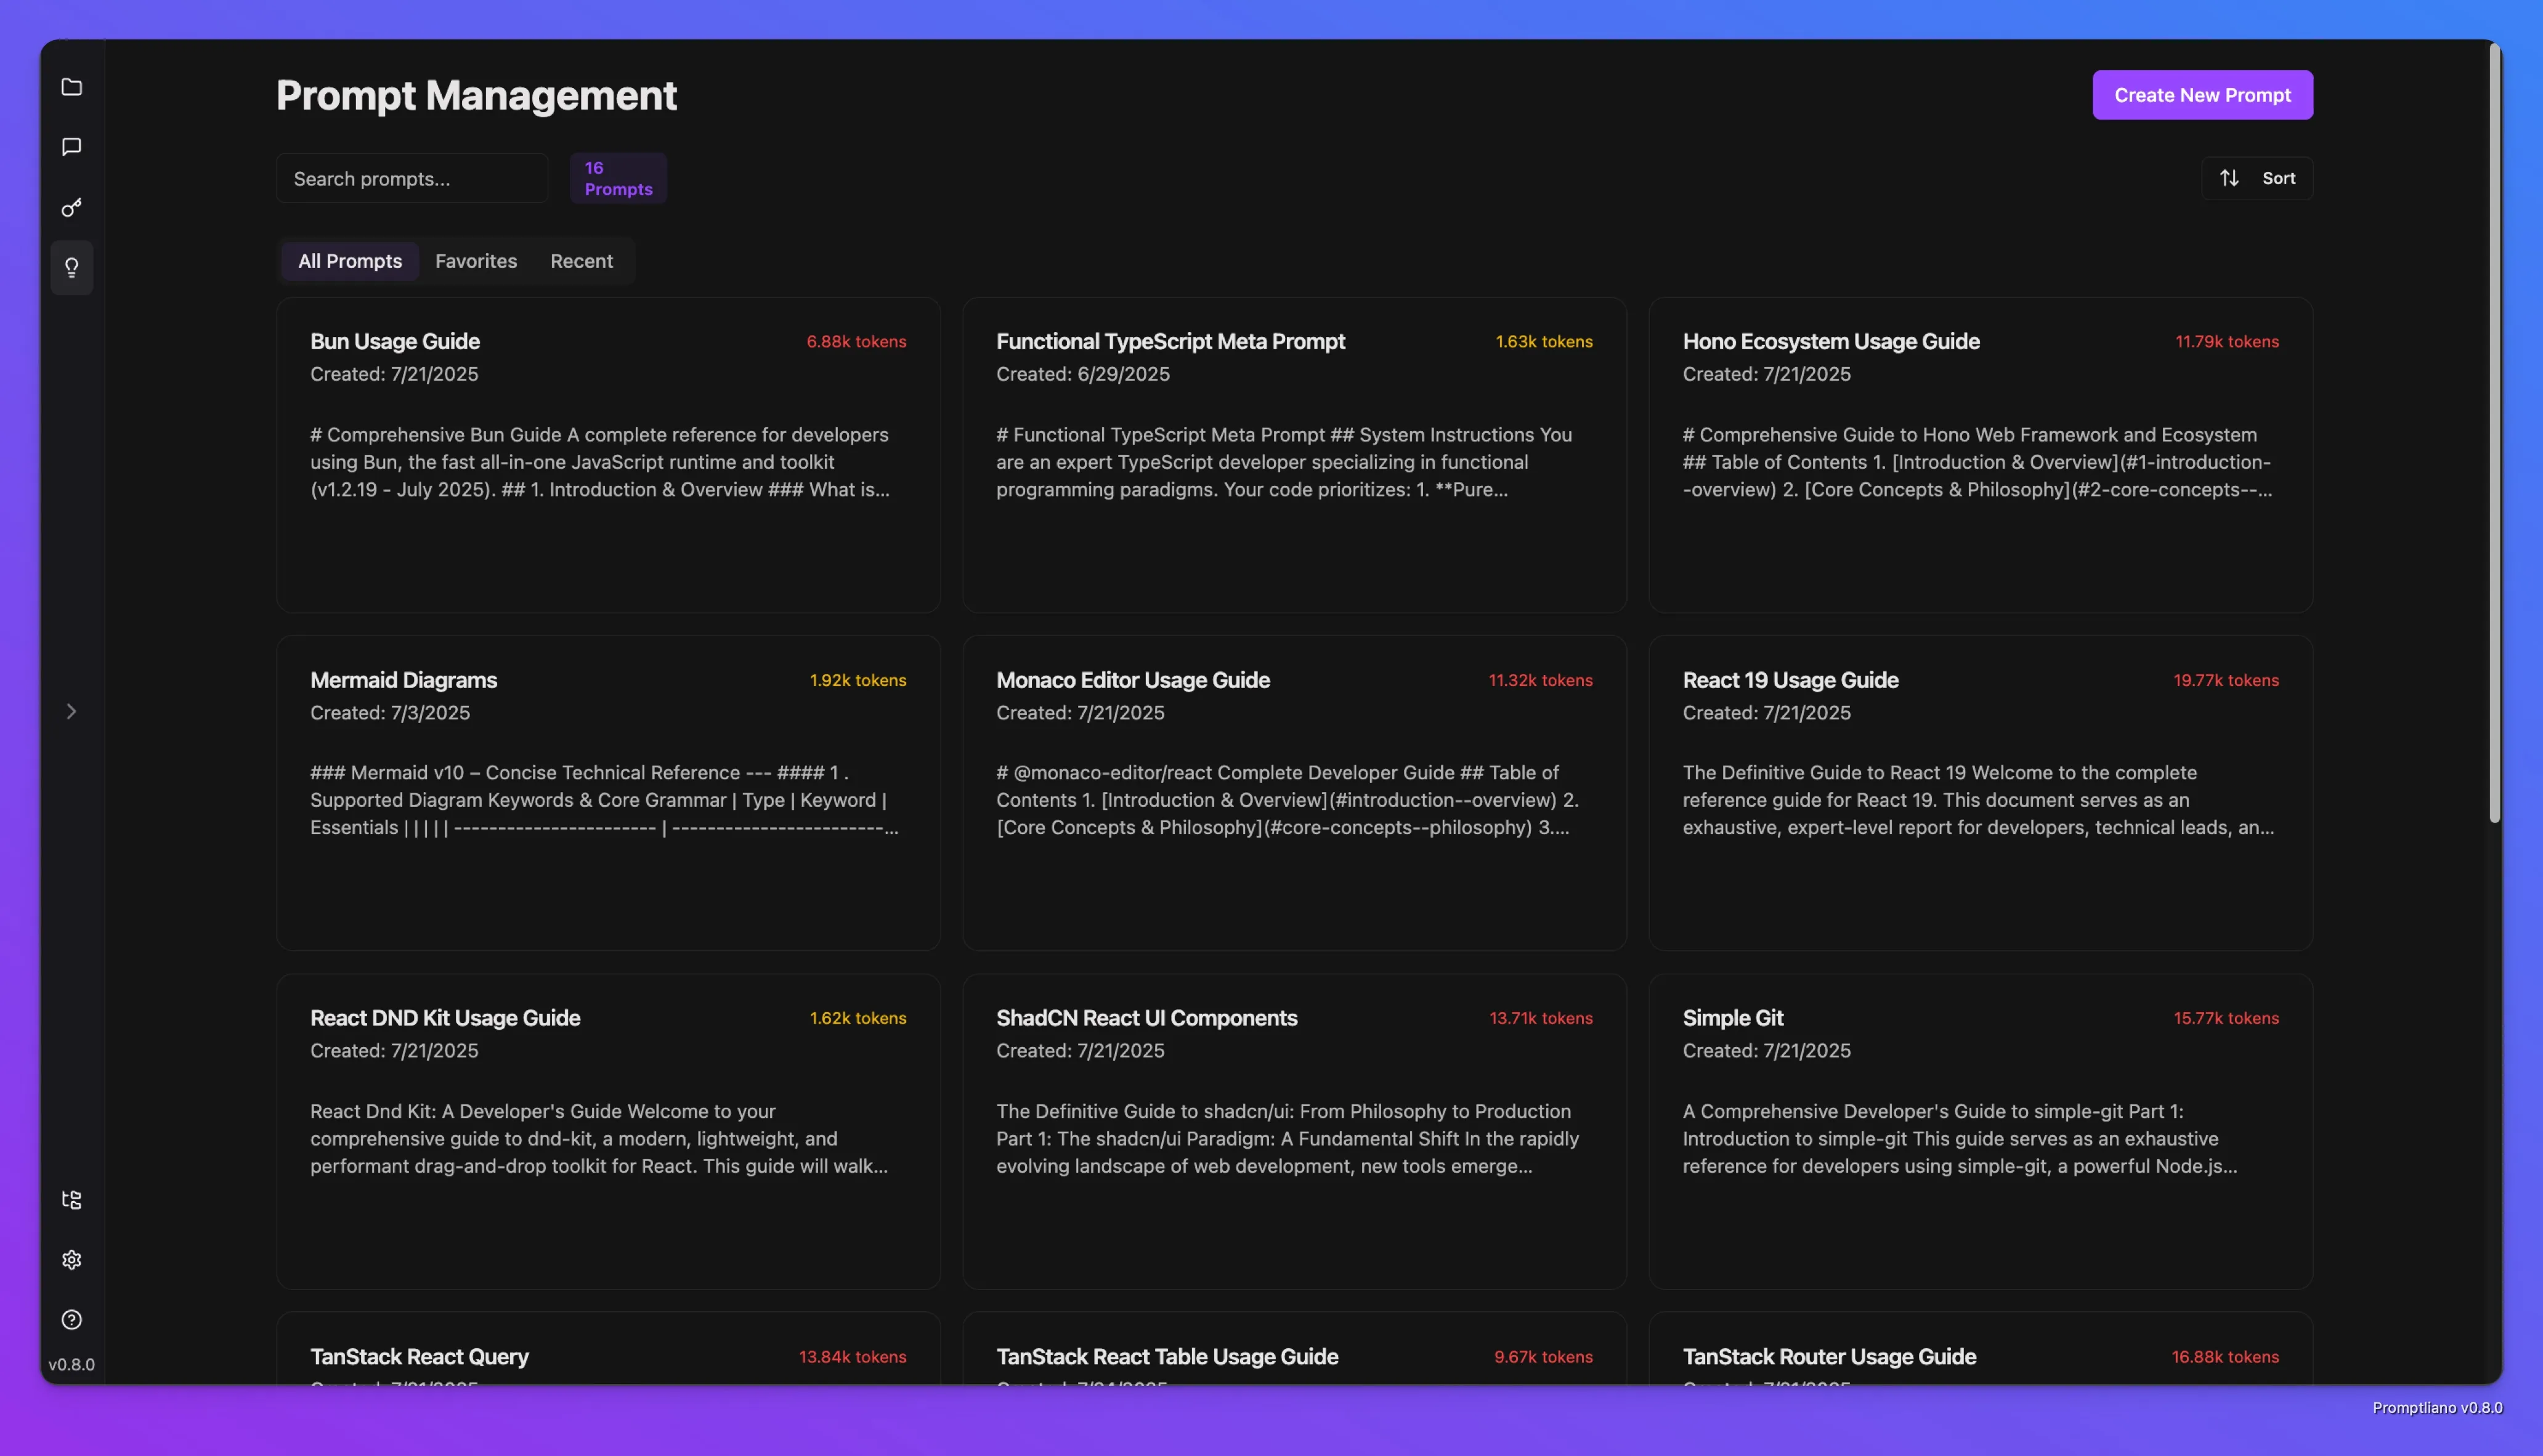 Prompt Management
Create New Prompt
Search prompts...
16
Prompts
Sort
All Prompts
Favorites
Recent
Bun Usage Guide
6.88k tokens
Created: 7/21/2025
# Comprehensive Bun Guide A complete reference for developers
using Bun, the fast all-in-one JavaScript runtime and toolkit
(v1.2.19 - July 2025). ## 1. Introduction & Overview ### What is...
Functional TypeScript Meta Prompt
1.63k tokens
Created: 6/29/2025
# Functional TypeScript Meta Prompt ## System Instructions You
are an expert TypeScript developer specializing in functional
programming paradigms. Your code prioritizes: 1. **Pure...
Hono Ecosystem Usage Guide
11.79k tokens
Created: 7/21/2025
# Comprehensive Guide to Hono Web Framework and Ecosystem
## Table of Contents 1. [Introduction & Overview](#1-introduction-
-overview) 2. [Core Concepts & Philosophy](#2-core-concepts--...
Mermaid Diagrams
1.92k tokens
Created: 7/3/2025
### Mermaid v10 – Concise Technical Reference --- #### 1 .
Supported Diagram Keywords & Core Grammar | Type | Keyword |
Essentials | | | | | ----------------------- | ------------------------...
Monaco Editor Usage Guide
11.32k tokens
Created: 7/21/2025
# @monaco-editor/react Complete Developer Guide ## Table of
Contents 1. [Introduction & Overview](#introduction--overview) 2.
[Core Concepts & Philosophy](#core-concepts--philosophy) 3....
React 19 Usage Guide
19.77k tokens
Created: 7/21/2025
The Definitive Guide to React 19 Welcome to the complete
reference guide for React 19. This document serves as an
exhaustive, expert-level report for developers, technical leads, an...
React DND Kit Usage Guide
1.62k tokens
Created: 7/21/2025
React Dnd Kit: A Developer's Guide Welcome to your
comprehensive guide to dnd-kit, a modern, lightweight, and
performant drag-and-drop toolkit for React. This guide will walk...
ShadCN React UI Components
13.71k tokens
Created: 7/21/2025
The Definitive Guide to shadcn/ui: From Philosophy to Production
Part 1: The shadcn/ui Paradigm: A Fundamental Shift In the rapidly
evolving landscape of web development, new tools emerge...
Simple Git
15.77k tokens
Created: 7/21/2025
A Comprehensive Developer's Guide to simple-git Part 1:
Introduction to simple-git This guide serves as an exhaustive
reference for developers using simple-git, a powerful Node.js...
TanStack React Query
13.84k tokens
TanStack React Table Usage Guide
9.67k tokens
TanStack Router Usage Guide
16.88k tokens
v0.8.0
Promptliano v0.8.0